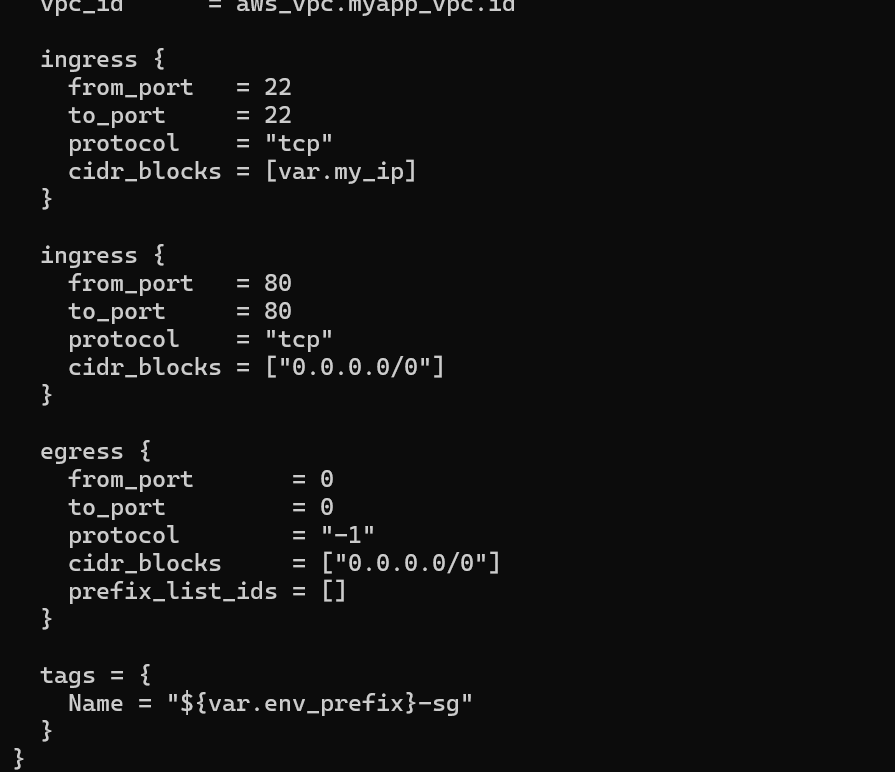 vpc_id      = aws_vpc.myapp_vpc.id

  ingress {
    from_port   = 22
    to_port     = 22
    protocol    = "tcp"
    cidr_blocks = [var.my_ip]
  }

  ingress {
    from_port   = 80
    to_port     = 80
    protocol    = "tcp"
    cidr_blocks = ["0.0.0.0/0"]
  }

  egress {
    from_port       = 0
    to_port         = 0
    protocol        = "-1"
    cidr_blocks     = ["0.0.0.0/0"]
    prefix_list_ids = []
  }

  tags = {
    Name = "${var.env_prefix}-sg"
  }
}